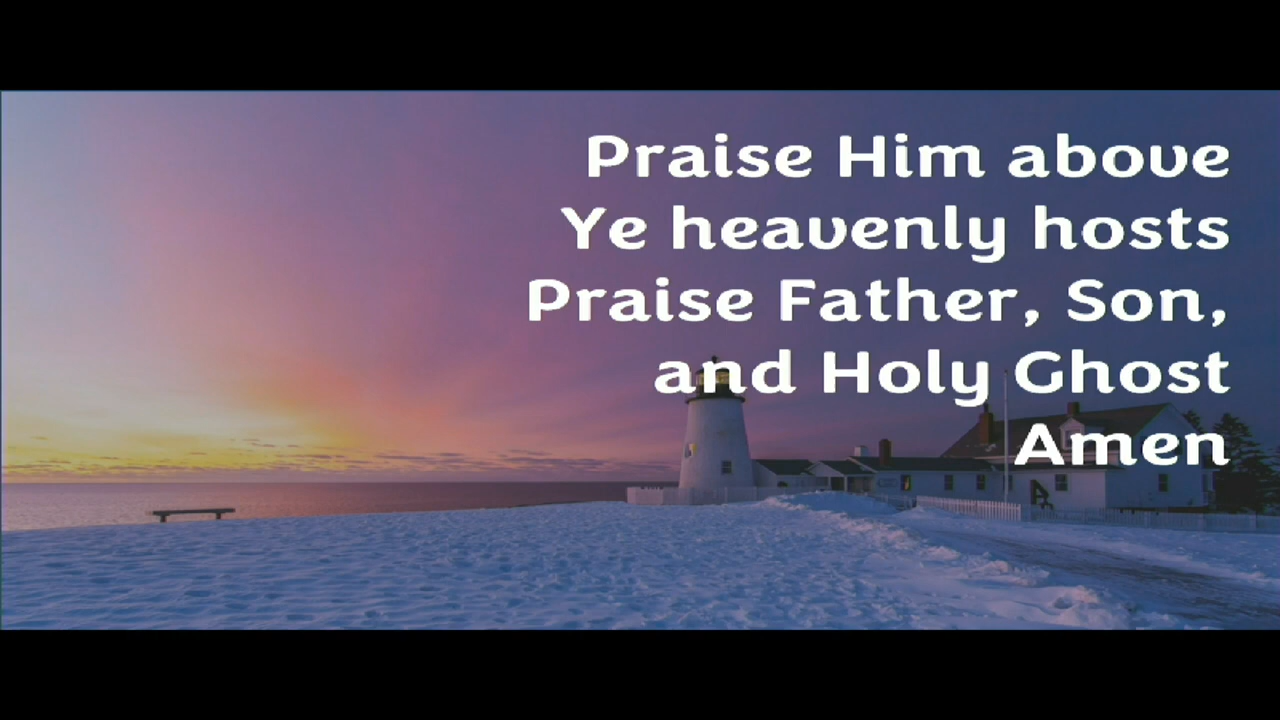 Praise Him above
Ye heavenly hosts
Praise Father, Son,
and Holy Ghost
Amen